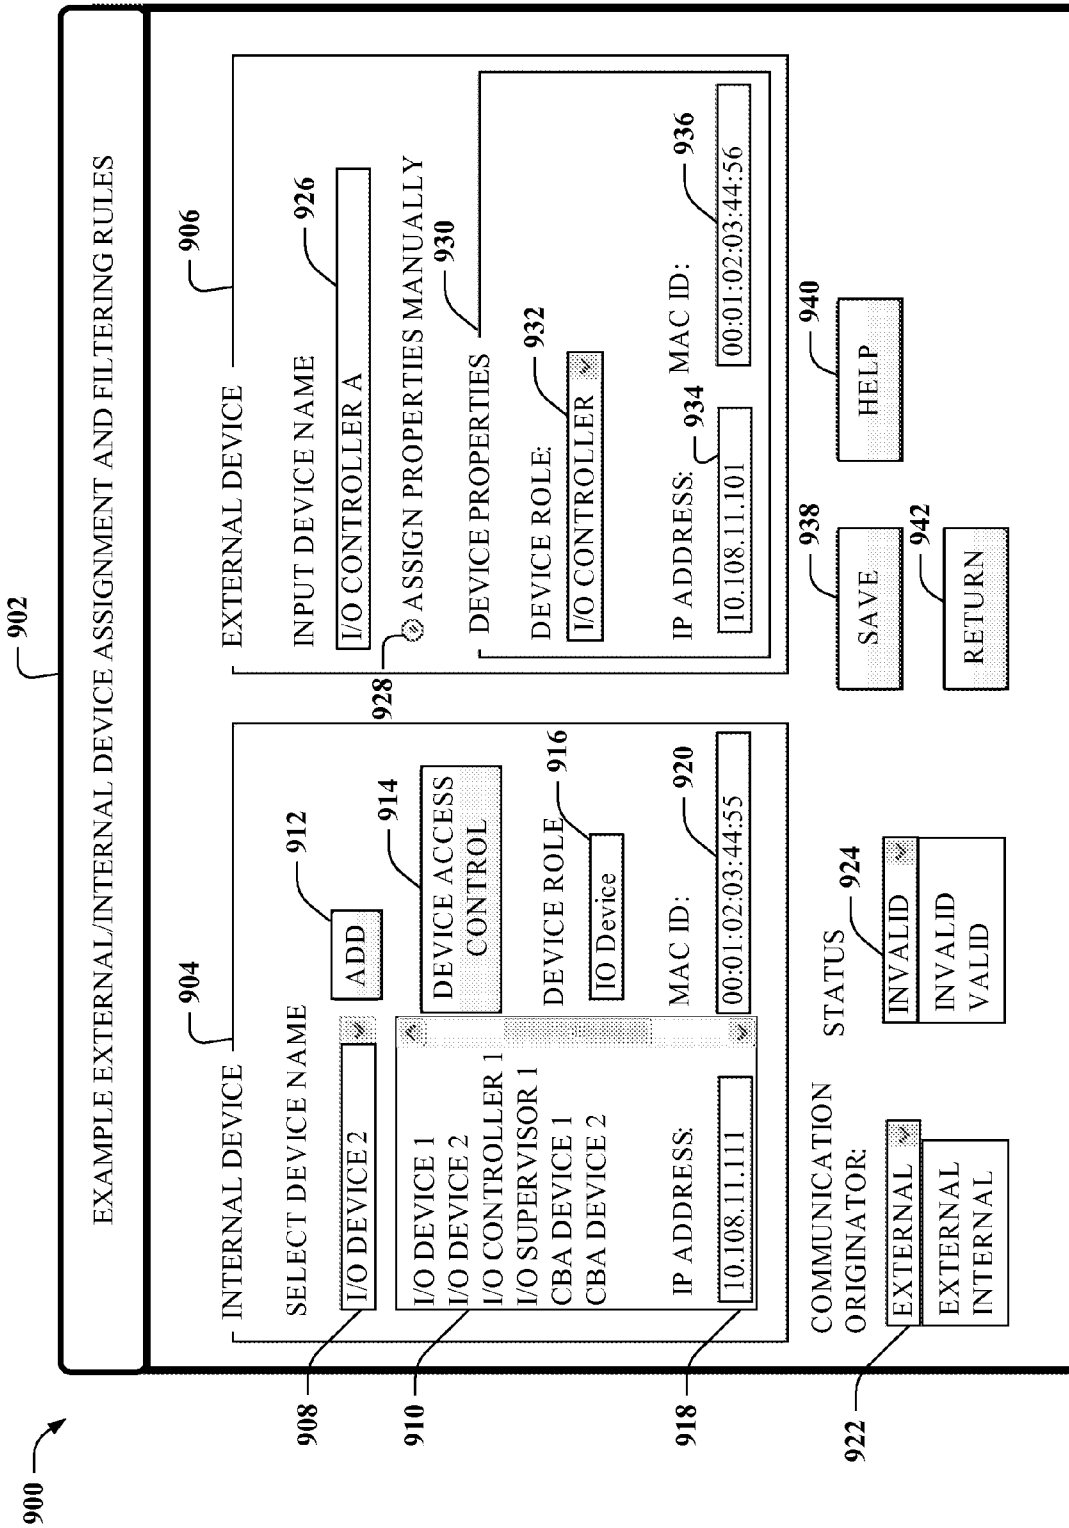 900
902
EXAMPLE EXTERNAL/INTERNAL DEVICE ASSIGNMENT AND FILTERING RULES
904
INTERNAL DEVICE
SELECT DEVICE NAME
908
I/O DEVICE 2
912
ADD
910
I/O DEVICE 1
I/O DEVICE 2
I/O CONTROLLER 1
I/O SUPERVISOR 1
CBA DEVICE 1
CBA DEVICE 2
914
DEVICE ACCESS
CONTROL
DEVICE ROLE
916
IO Device
IP ADDRESS:
918
10.108.11.111
MAC ID:
920
00:01:02:03:44:55
906
EXTERNAL DEVICE
INPUT DEVICE NAME
926
I/O CONTROLLER A
928
ASSIGN PROPERTIES MANUALLY
930
DEVICE PROPERTIES
DEVICE ROLE:
932
I/O CONTROLLER
IP ADDRESS:
934
10.108.11.101
MAC ID:
936
00:01:02:03:44:56
COMMUNICATION
ORIGINATOR:
922
EXTERNAL
EXTERNAL
INTERNAL
STATUS
924
INVALID
INVALID
VALID
938
SAVE
940
HELP
942
RETURN